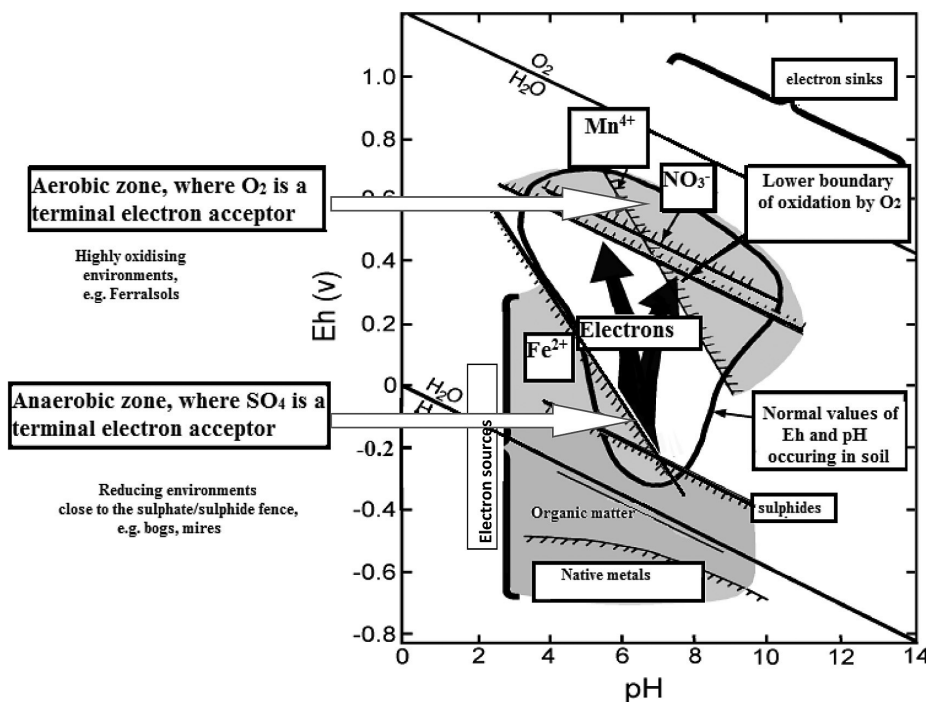 O₂
H₂O
1.0
0.8
0.6
0.4
0.2
0
-0.2
-0.4
-0.6
-0.8
Eh (v)
electron sinks
Mn⁴⁺
NO₃⁻
Lower boundary
of oxidation by O₂
Aerobic zone, where O₂ is a
terminal electron acceptor
Highly oxidising
environments,
e.g. Ferralsols
Electrons
Fe²⁺
H₂O
H
Anaerobic zone, where SO₄ is a
terminal electron acceptor
Normal values of
Eh and pH
occuring in soil
Reducing environments
close to the sulphate/sulphide fence,
e.g. bogs, mires
Electron sources
sulphides
Organic matter
Native metals
0
2
4
6
8
10
12
14
pH